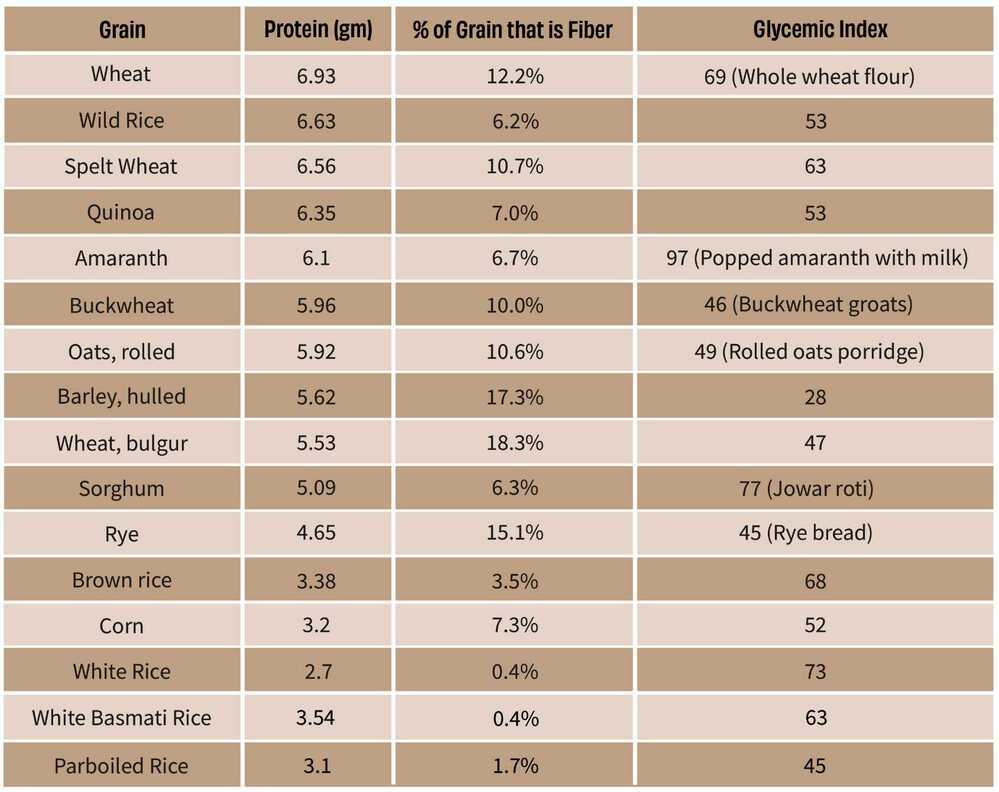 Grain Protein (gm) % of Grain that is Fiber Glycemic Index
Wheat 6.93 12.2% 69 (Whole wheat flour)
Wild Rice 6.63 6.2% 53
Spelt Wheat 6.56 10.7% 63
Quinoa 6.35 7.0% 53
Amaranth 6.1 6.7% 97 (Popped amaranth with milk)
Buckwheat 5.96 10.0% 46 (Buckwheat groats)
Oats, rolled 5.92 10.6% 49 (Rolled oats porridge)
Barley, hulled 5.62 17.3% 28
Wheat, bulgur 5.53 18.3% 47
Sorghum 5.09 6.3% 77 (Jowar roti)
Rye 4.65 15.1% 45 (Rye bread)
Brown rice 3.38 3.5% 68
Corn 3.2 7.3% 52
White Rice 2.7 0.4% 73
White Basmati Rice 3.54 0.4% 63
Parboiled Rice 3.1 1.7% 45